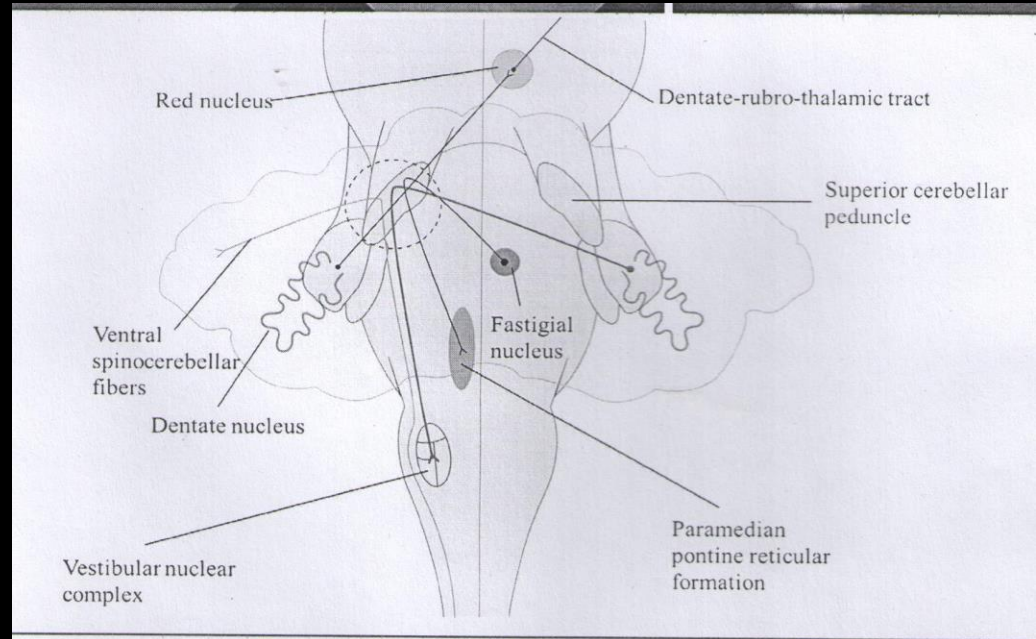 Red nucleus
Dentate-rubro-thalamic tract
Superior cerebellar
peduncle
Ventral
spinocerebellar
fibers
Fastigial
nucleus
Dentate nucleus
Vestibular nuclear
complex
Paramedian
pontine reticular
formation